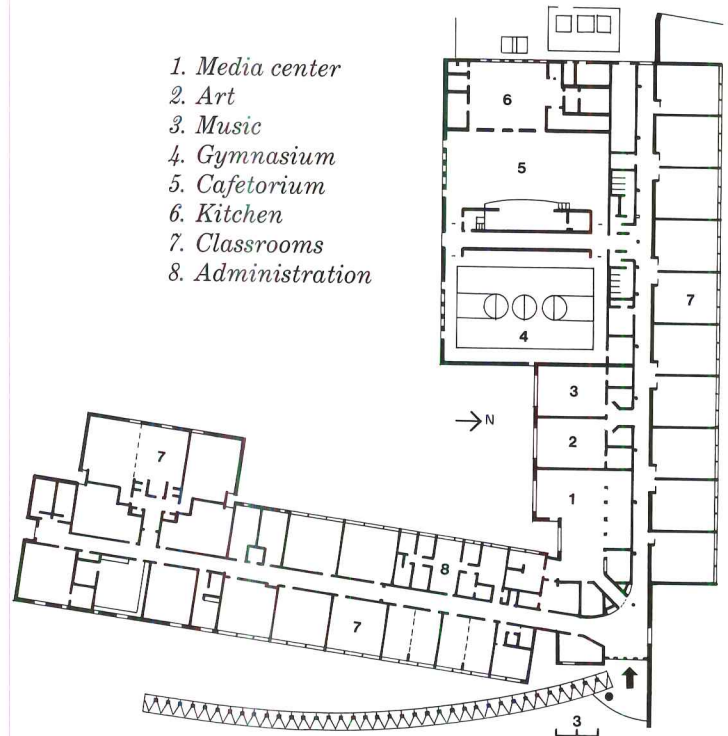 1. Media center
2. Art
3. Music
4. Gymnasium
5. Cafetorium
6. Kitchen
7. Classrooms
8. Administration
6
5
7
4
3
N
2
7
1
8
7
3